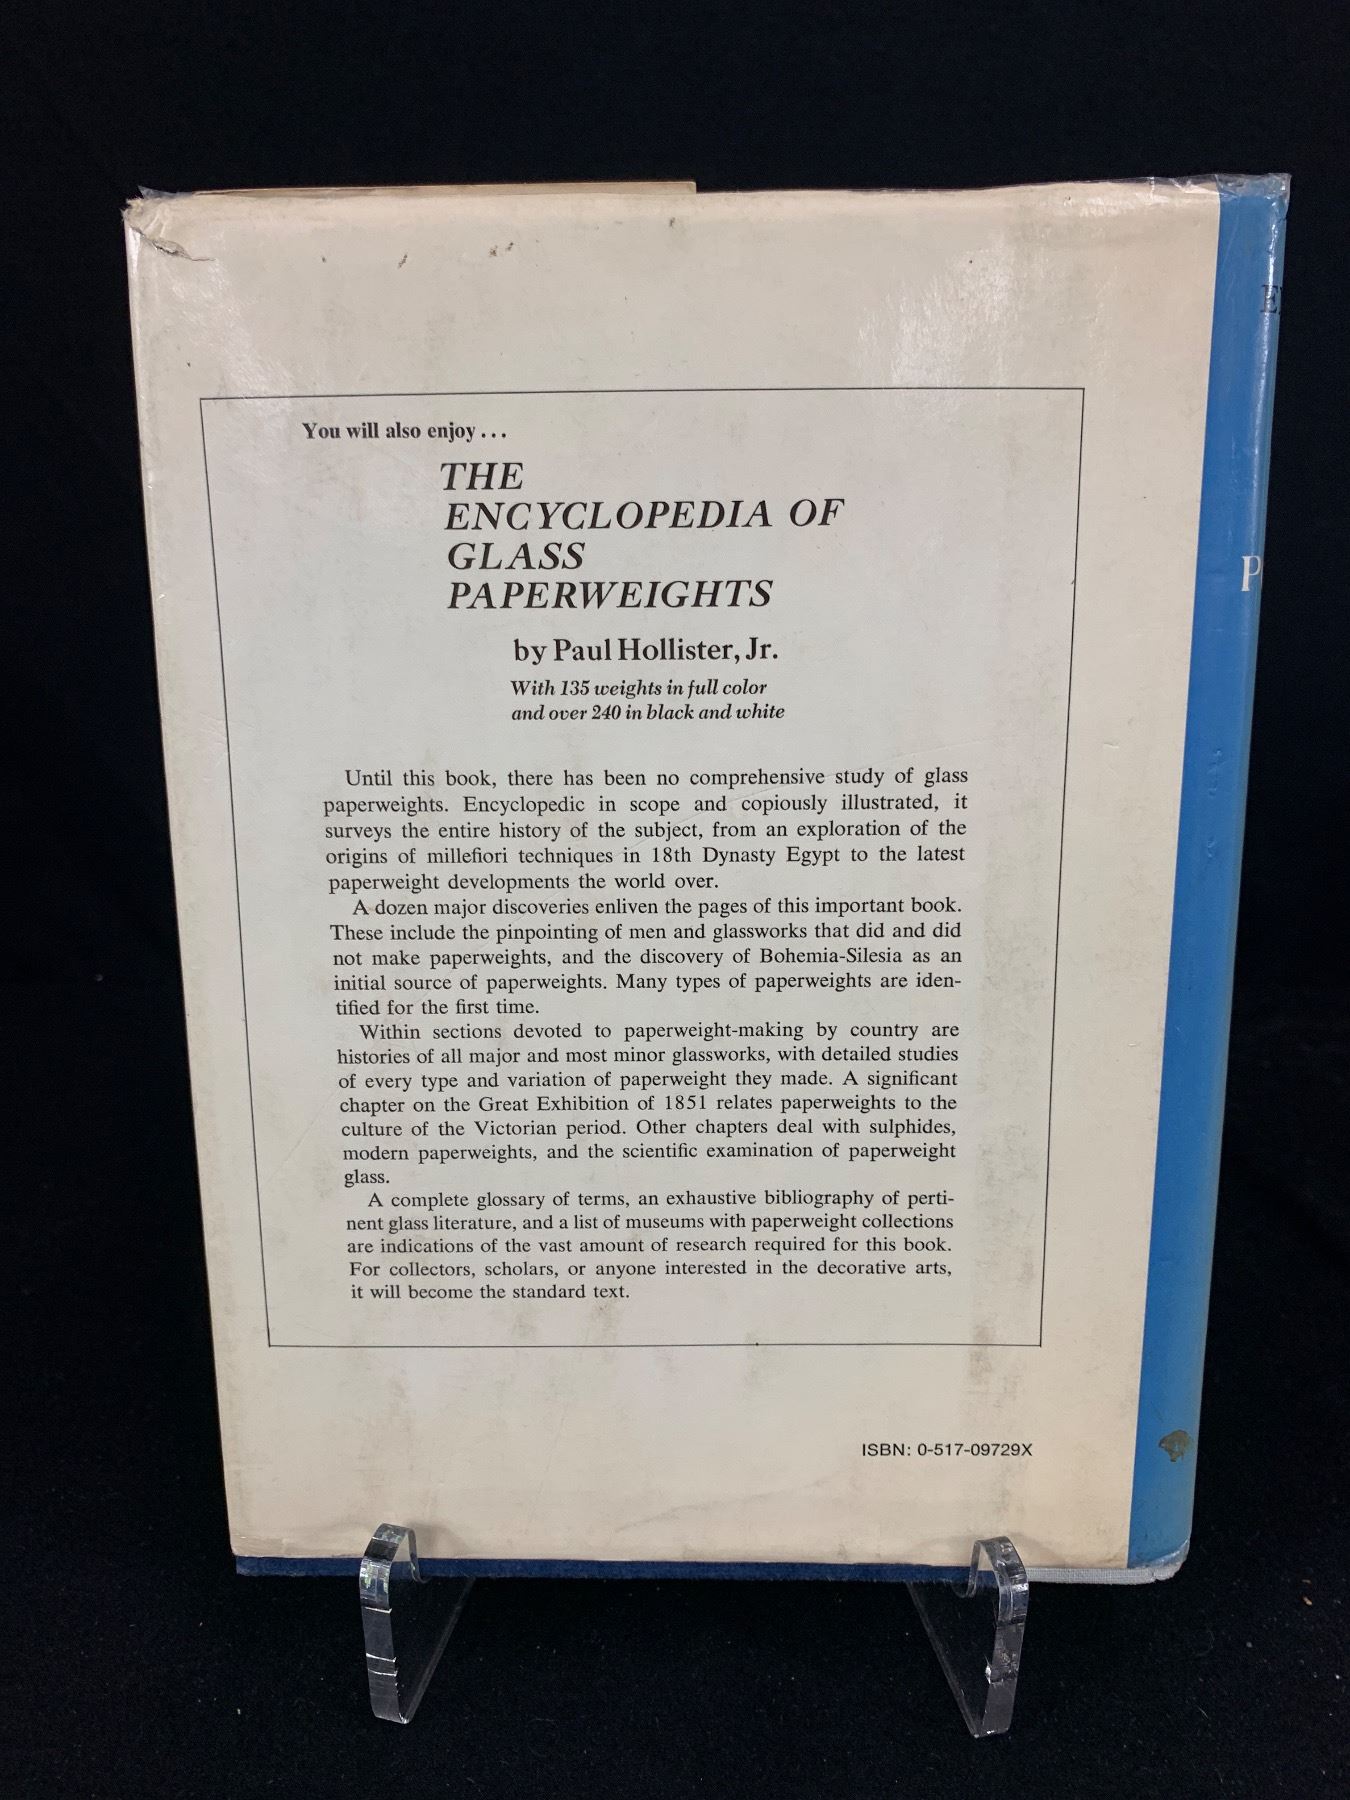 You will also enjoy . . .
THE
ENCYCLOPEDIA OF
GLASS
PAPERWEIGHTS
by Paul Hollister, Jr.
With 135 weights in full color
and over 240 in black and white
Until this book, there has been no comprehensive study of glass
paperweights. Encyclopedic in scope and copiously illustrated, it
surveys the entire history of the subject, from an exploration of the
origins of millefiori techniques in 18th Dynasty Egypt to the latest
paperweight developments the world over.
A dozen major discoveries enliven the pages of this important book.
These include the pinpointing of men and glassworks that did and did
not make paperweights, and the discovery of Bohemia-Silesia as an
initial source of paperweights. Many types of paperweights are iden-
tified for the first time.
Within sections devoted to paperweight-making by country are
histories of all major and most minor glassworks, with detailed studies
of every type and variation of paperweight they made. A significant
chapter on the Great Exhibition of 1851 relates paperweights to the
culture of the Victorian period. Other chapters deal with sulphides,
modern paperweights, and the scientific examination of paperweight
glass.
A complete glossary of terms, an exhaustive bibliography of perti-
nent glass literature, and a list of museums with paperweight collections
are indications of the vast amount of research required for this book.
For collectors, scholars, or anyone interested in the decorative arts,
it will become the standard text.
ISBN: 0-517-09729X